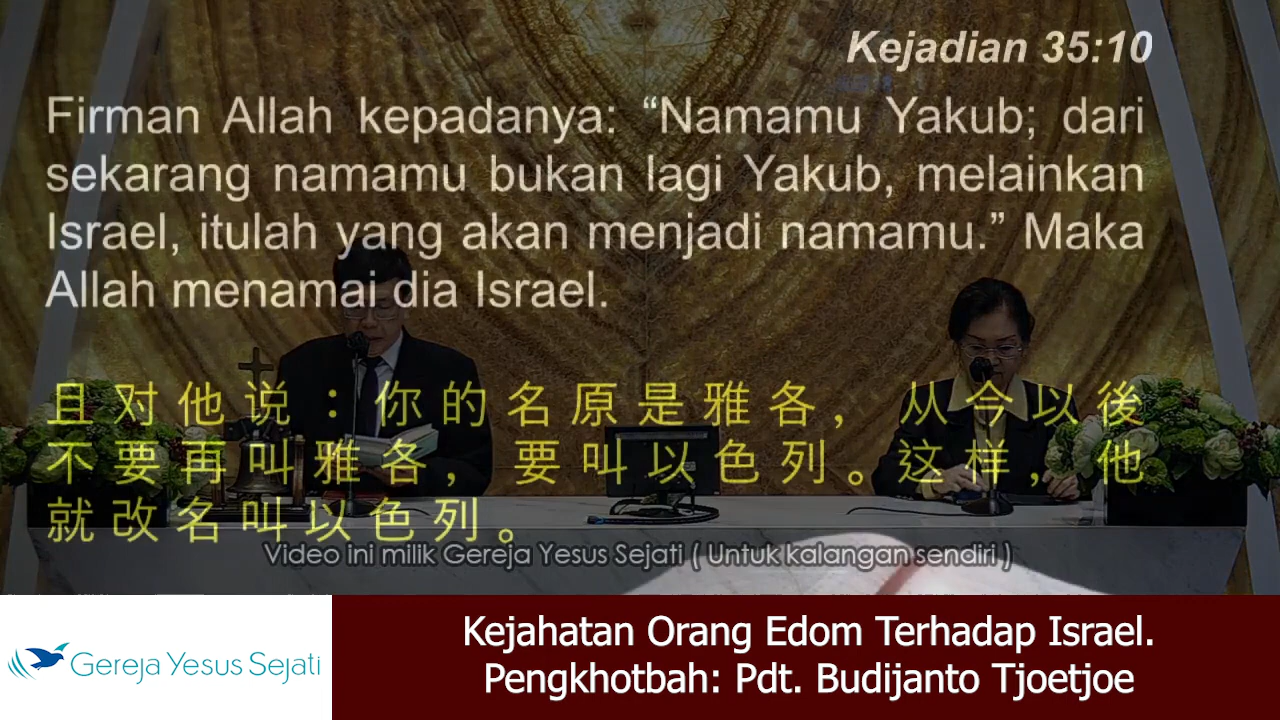 Kejadian 35:10
Firman Allah kepadanya: “Namamu Yakub; dari
sekarang namamu bukan lagi Yakub, melainkan
Israel, itulah yang akan menjadi namamu.” Maka
Allah menamai dia Israel.
且对他说：你的名原是雅各，从今以後
不要再叫雅各，要叫以色列。这样，他
就改名叫以色列。
Video ini milik Gereja Yesus Sejati ( Untuk kalangan sendiri )
Gereja Yesus Sejati
Kejahatan Orang Edom Terhadap Israel.
Pengkhotbah: Pdt. Budijanto Tjoetjoe